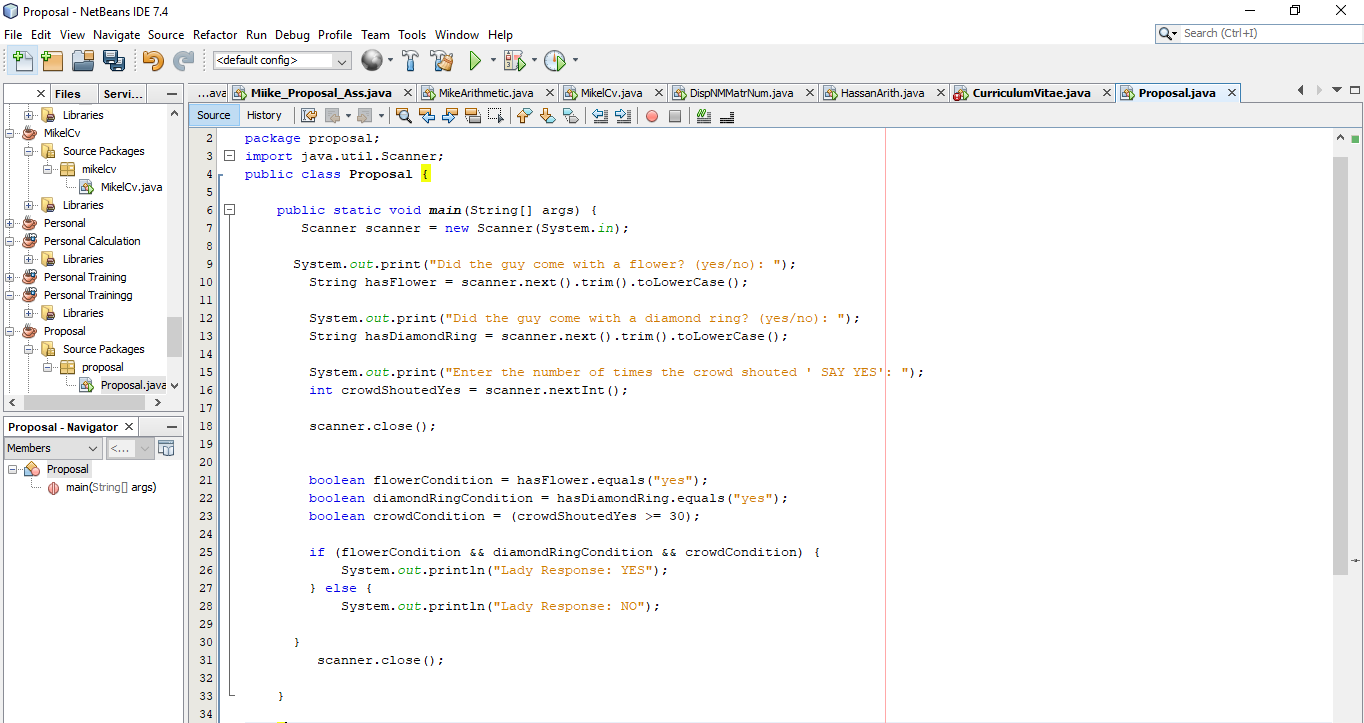 Proposal - NetBeans IDE 7.4
File Edit View Navigate Source Refactor Run Debug Profile Team Tools Window Help
Search (Ctrl+I)
<default config>
Files
Servi...
...ava
Miike_Proposal_Ass.java
MikeArithmetic.java
MikelCv.java
DispNMMatrNum.java
HassanArith.java
CurriculumVitae.java
Proposal.java
Source History
Libraries
MikelCv
Source Packages
mikelcv
MikelCv.java
Libraries
Personal
Personal Calculation
Libraries
Personal Training
Personal Trainingg
Libraries
Proposal
Source Packages
proposal
Proposal.java
Proposal - Navigator
Members
<...
Proposal
main(String[] args)
2 package proposal;
3 import java.util.Scanner;
4 public class Proposal {
5
6 public static void main(String[] args) {
7 Scanner scanner = new Scanner(System.in);
8
9 System.out.print("Did the guy come with a flower? (yes/no): ");
10 String hasFlower = scanner.next().trim().toLowerCase();
11
12 System.out.print("Did the guy come with a diamond ring? (yes/no): ");
13 String hasDiamondRing = scanner.next().trim().toLowerCase();
14
15 System.out.print("Enter the number of times the crowd shouted ' SAY YES': ");
16 int crowdShoutedYes = scanner.nextInt();
17
18 scanner.close();
19
20
21 boolean flowerCondition = hasFlower.equals("yes");
22 boolean diamondRingCondition = hasDiamondRing.equals("yes");
23 boolean crowdCondition = (crowdShoutedYes >= 30);
24
25 if (flowerCondition && diamondRingCondition && crowdCondition) {
26 System.out.println("Lady Response: YES");
27 } else {
28 System.out.println("Lady Response: NO");
29
30 }
31 scanner.close();
32
33 }
34